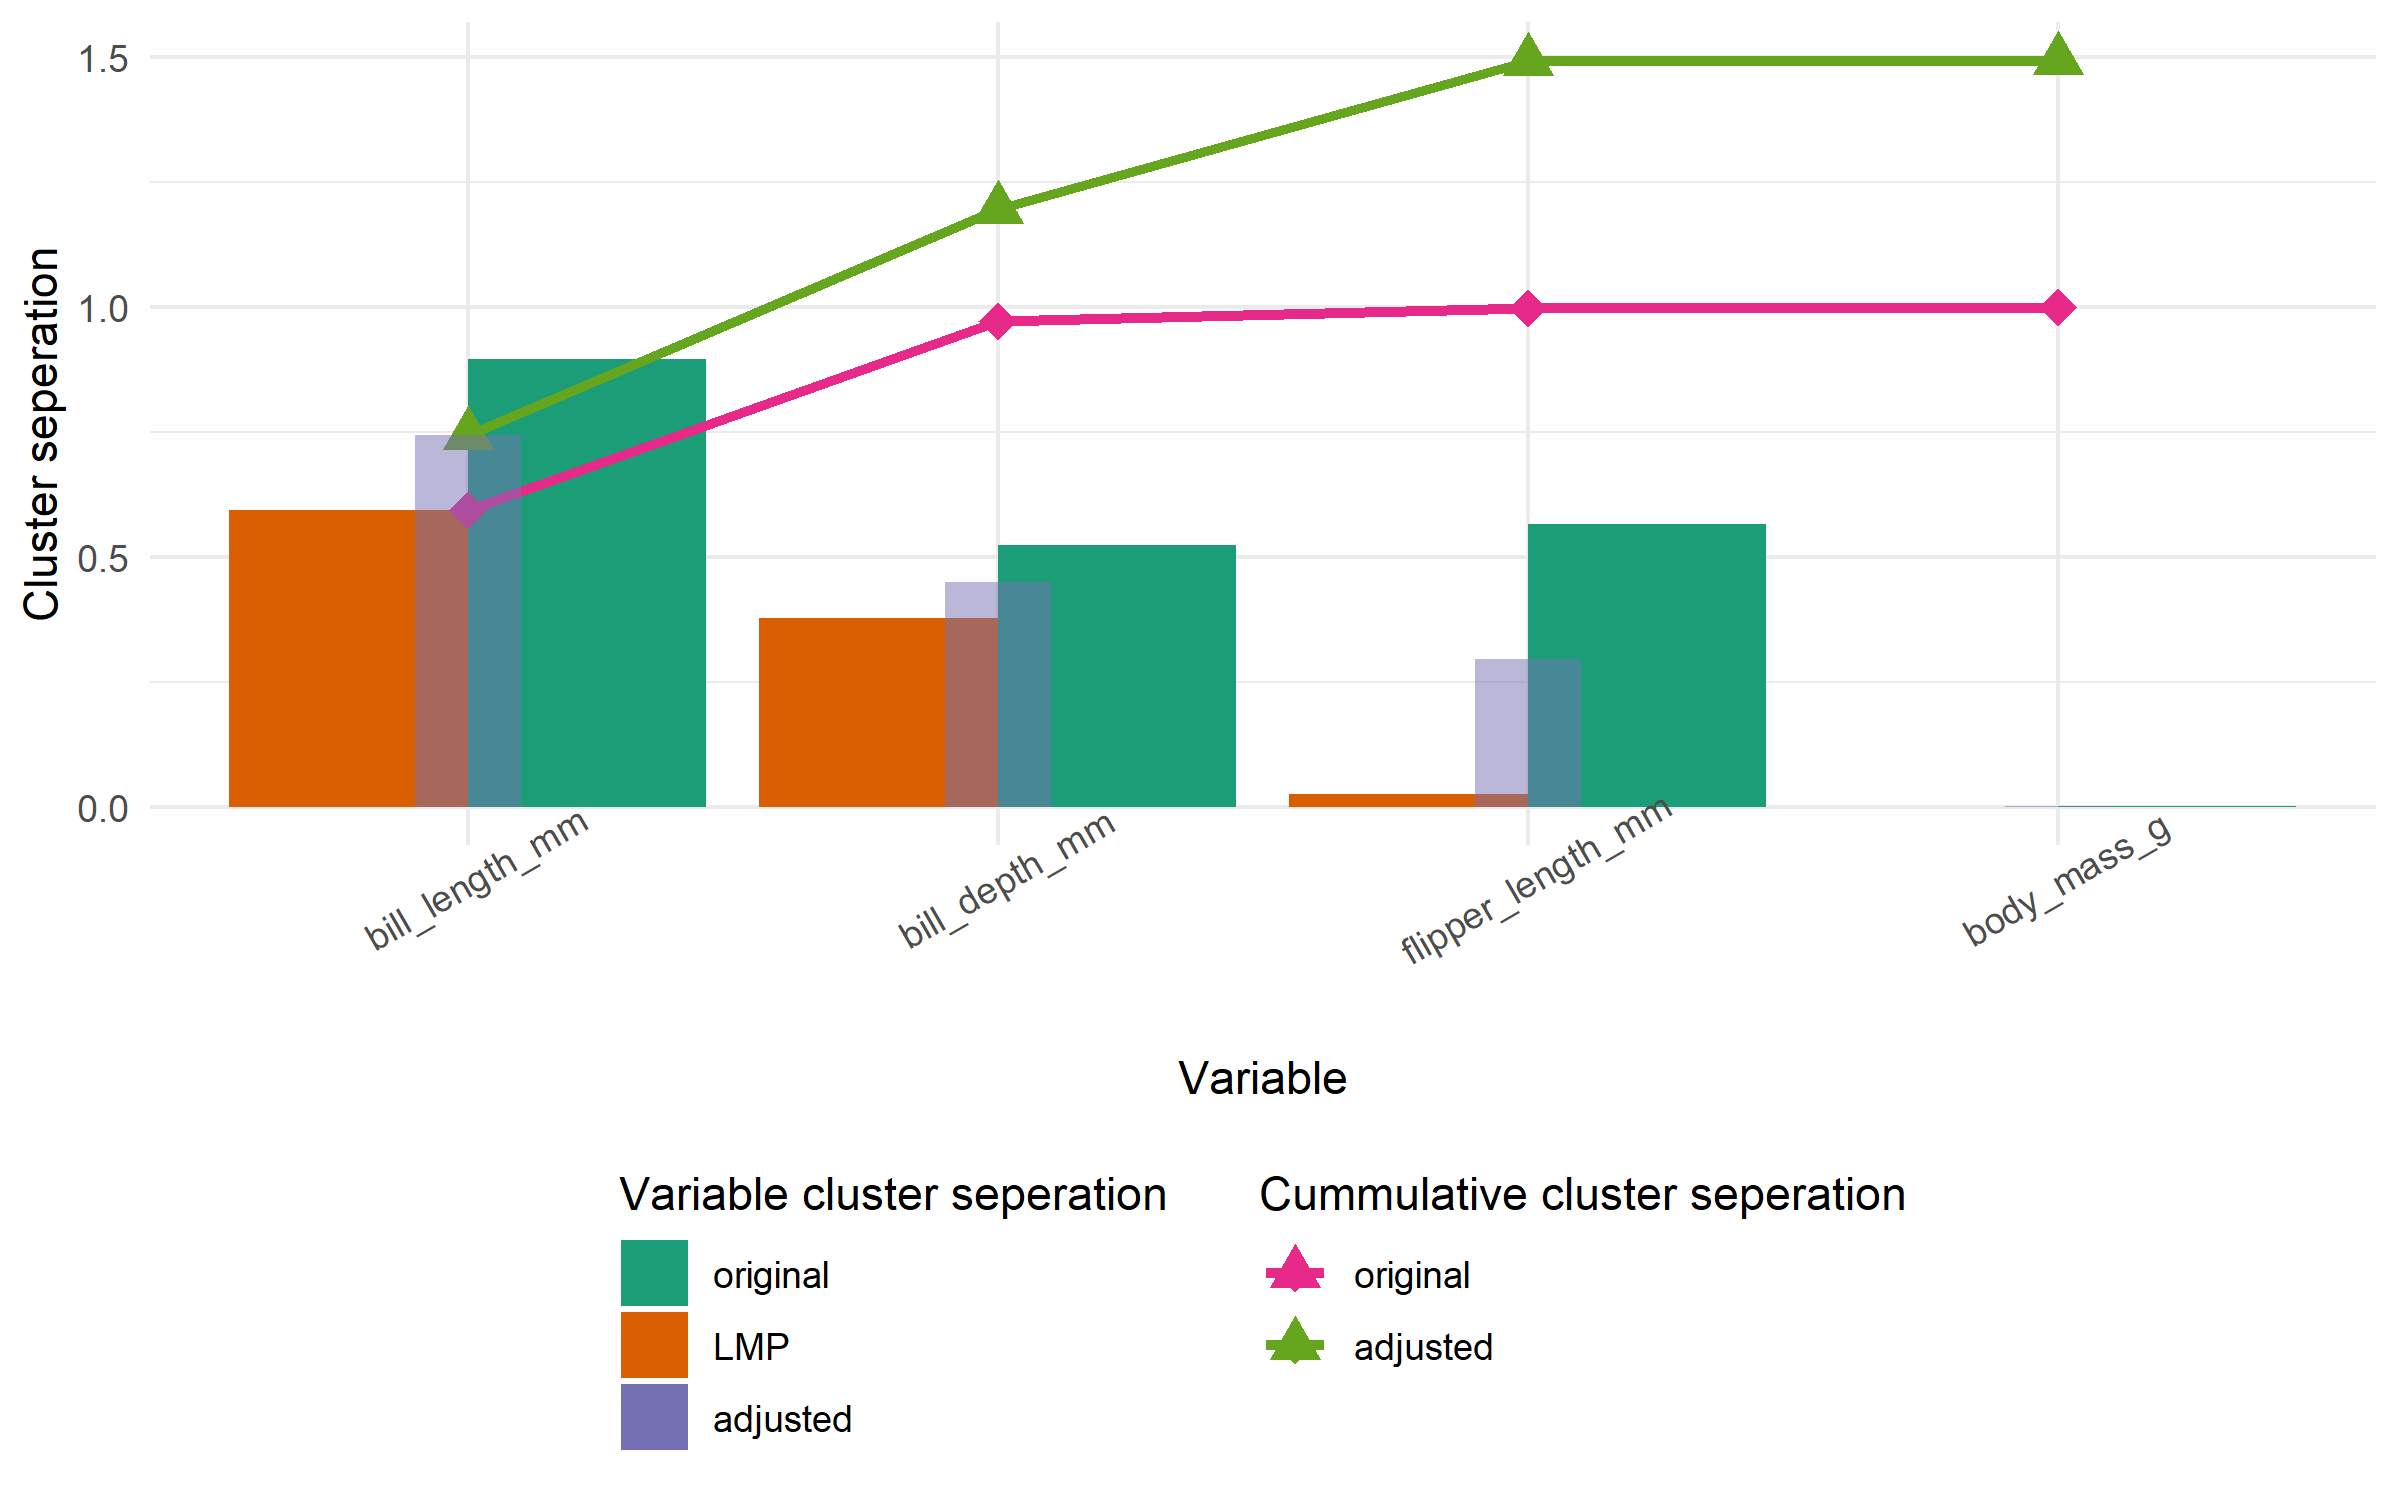 1.5
1.0
0.5
0.0
Cluster seperation
bill_length_mm
bill_depth_mm
flipper_length_mm
body_mass_g
Variable
Variable cluster seperation
original
LMP
adjusted
Cummulative cluster seperation
original
adjusted